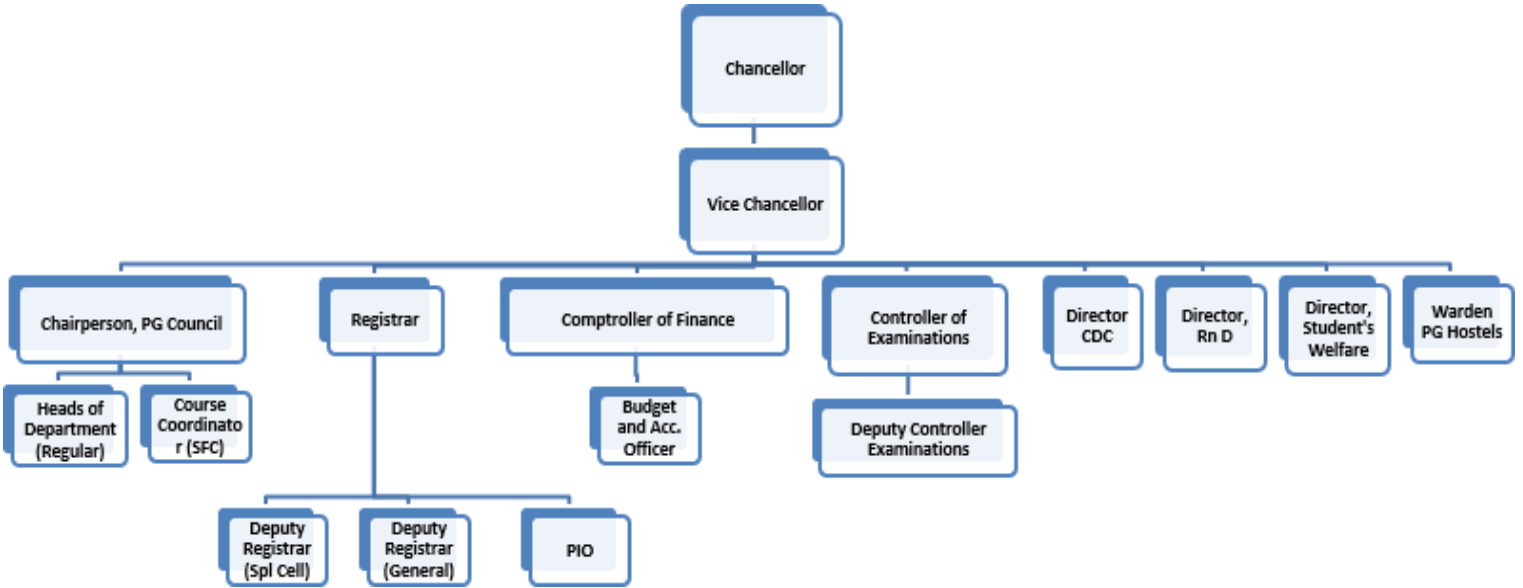 Chancellor
Vice Chancellor
Chairperson, PG Council
Registrar
Comptroller of Finance
Controller of
Examinations
Director
CDC
Director,
Rn D
Director,
Student's
Welfare
Warden
PG Hostels
Heads of
Department
(Regular)
Course
Coordinato
r (SFC)
Budget
and Acc.
Officer
Deputy Controller
Examinations
Deputy
Registrar
(Spl Cell)
Deputy
Registrar
(General)
PIO